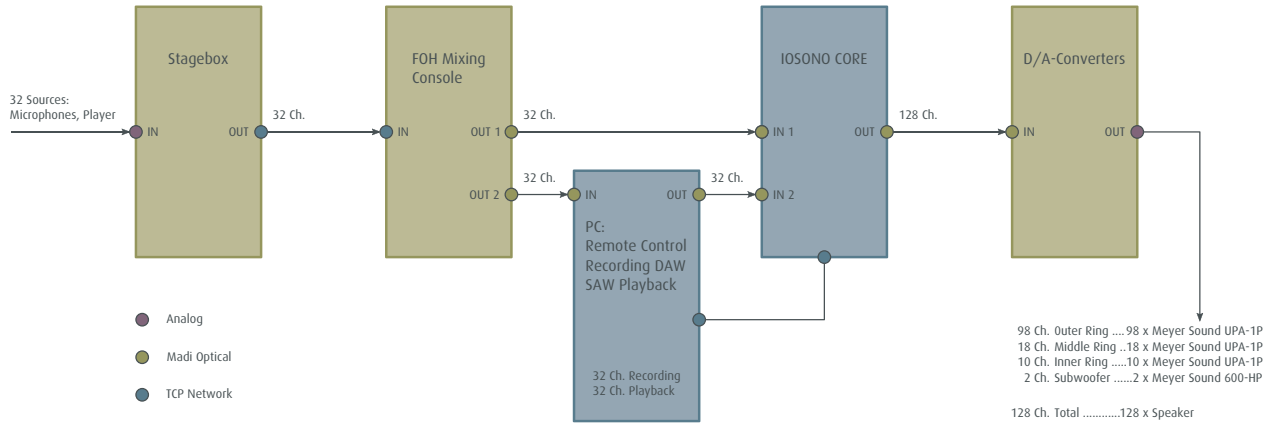 Stagebox
FOH Mixing
Console
IOSONO CORE
D/A-Converters
32 Sources:
Microphones, Player
IN
OUT
32 Ch.
IN
OUT 1
32 Ch.
IN 1
OUT
128 Ch.
IN
OUT
OUT 2
32 Ch.
IN
OUT
32 Ch.
IN 2
PC:
Remote Control
Recording DAW
SAW Playback
32 Ch. Recording
32 Ch. Playback
Analog
Madi Optical
TCP Network
98 Ch. Outer Ring ....98 x Meyer Sound UPA-1P
18 Ch. Middle Ring ..18 x Meyer Sound UPA-1P
10 Ch. Inner Ring .....10 x Meyer Sound UPA-1P
2 Ch. Subwoofer ......2 x Meyer Sound 600-HP
128 Ch. Total ............128 x Speaker